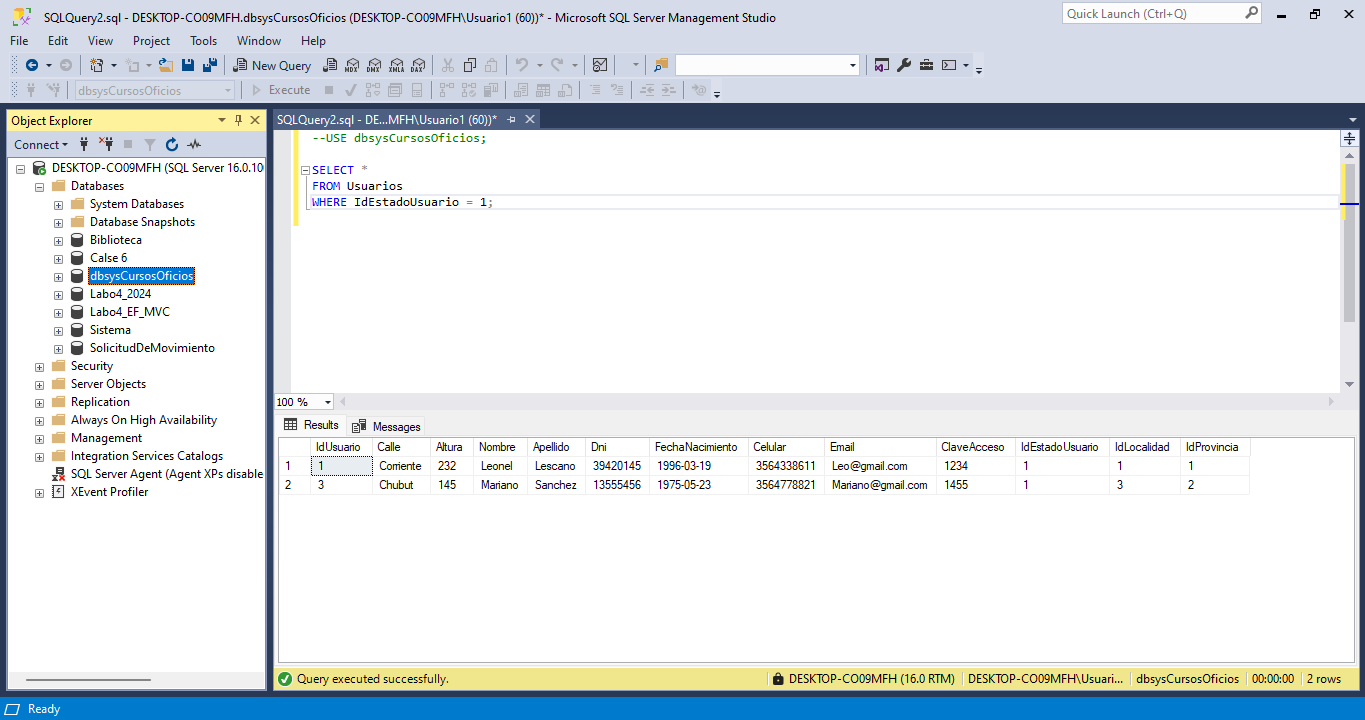 SQLQuery2.sql - DESKTOP-CO09MFH.dbsysCursosOficios (DESKTOP-CO09MFH\Usuario1 (60))* - Microsoft SQL Server Management Studio
Quick Launch (Ctrl+Q)
File Edit View Project Tools Window Help
New Query MDX DMX XMLA DAX
dbsysCursosOficios Execute
Object Explorer
Connect
DESKTOP-CO09MFH (SQL Server 16.0.10
Databases
System Databases
Database Snapshots
Biblioteca
Calse 6
dbsysCursosOficios
Labo4_2024
Labo4_EF_MVC
Sistema
SolicitudDeMovimiento
Security
Server Objects
Replication
Always On High Availability
Management
Integration Services Catalogs
SQL Server Agent (Agent XPs disable
XEvent Profiler
SQLQuery2.sql - DE...MFH\Usuario1 (60))*
--USE dbsysCursosOficios;
SELECT *
FROM Usuarios
WHERE IdEstadoUsuario = 1;
100 %
Results Messages
IdUsuario Calle Altura Nombre Apellido Dni FechaNacimiento Celular Email ClaveAcceso IdEstadoUsuario IdLocalidad IdProvincia
1 1 Corriente 232 Leonel Lescano 39420145 1996-03-19 3564338611 Leo@gmail.com 1234 1 1 1
2 3 Chubut 145 Mariano Sanchez 13555456 1975-05-23 3564778821 Mariano@gmail.com 1455 1 3 2
Query executed successfully. DESKTOP-CO09MFH (16.0 RTM) DESKTOP-CO09MFH\Usuari... dbsysCursosOficios 00:00:00 2 rows
Ready